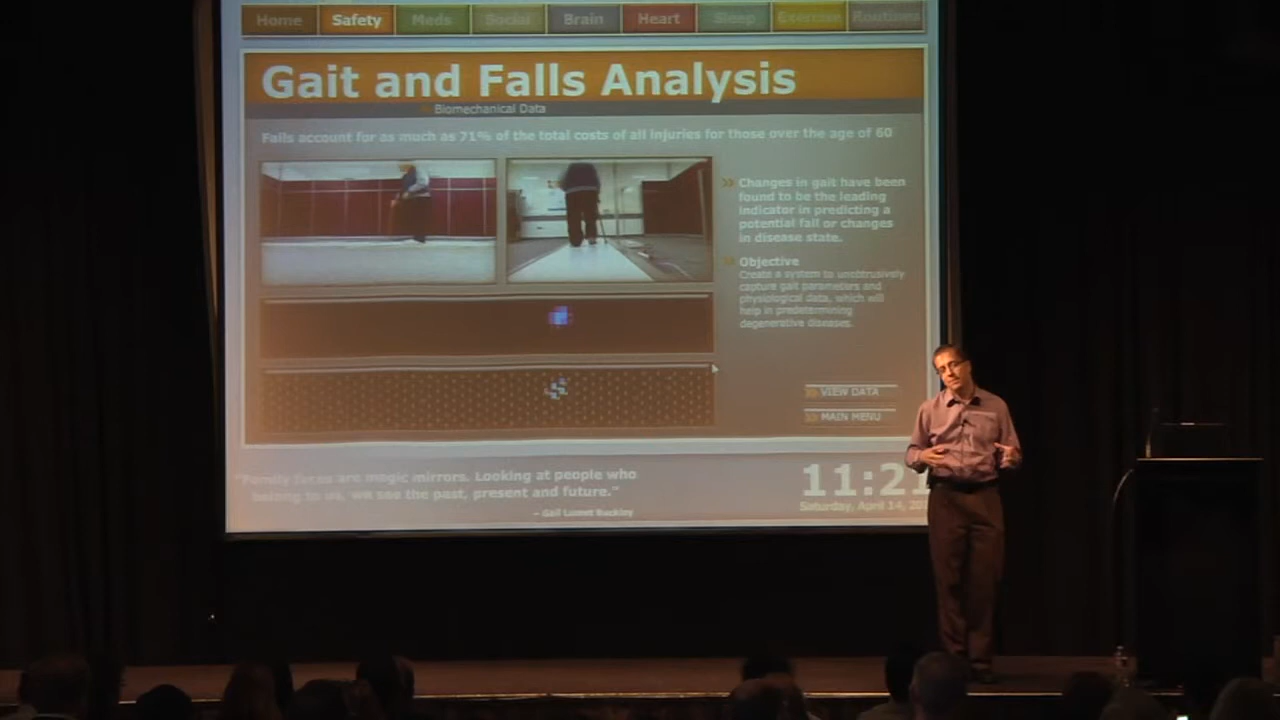 Home Safety Meds Social Brain Heart Sleep Exercise Routines
Gait and Falls Analysis
Biomechanical Data
Falls account for as much as 71% of the total costs of all injuries for those over the age of 60
Changes in gait have been
found to be the leading
indicator in predicting a
potential fall or changes
in disease state.
Objective
Create a system to unobtrusively
capture gait parameters and
physiological data, which will
help in predetermining
degenerative diseases.
VIEW DATA
MAIN MENU
"Family faces are magic mirrors. Looking at people who
belong to us, we see the past, present and future."
– Gail Lumet Buckley
11:21
Saturday, April 14, 20